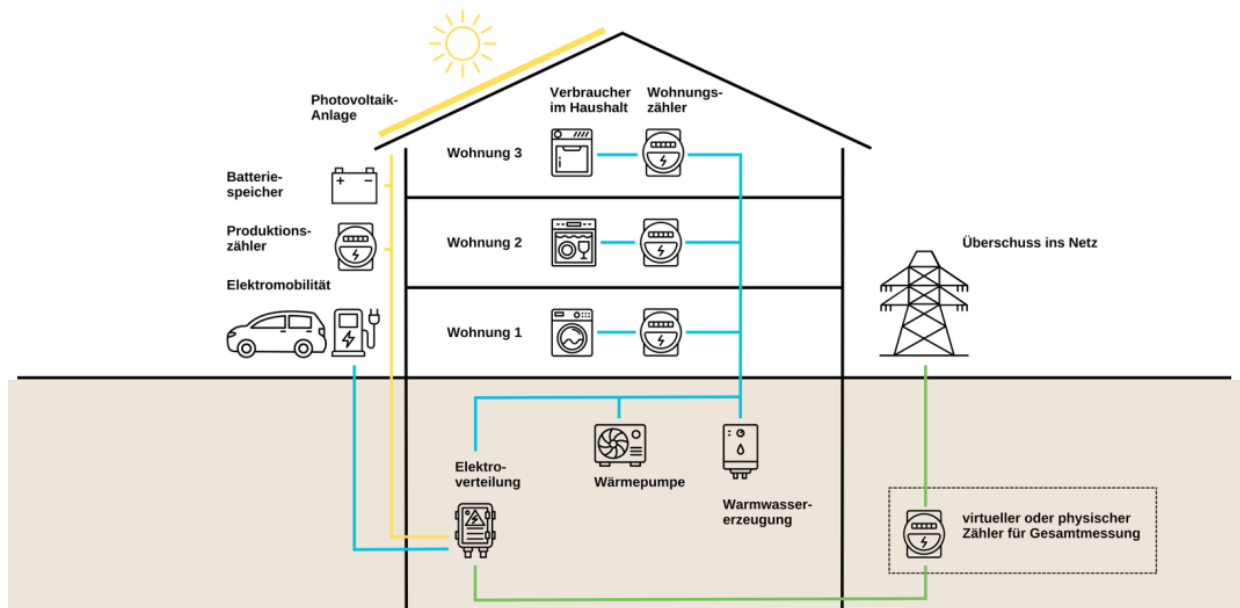 Photovoltaik-
Anlage
Verbraucher
im Haushalt
Wohnungs-
zähler
Wohnung 3
Batterie-
speicher
Produktions-
zähler
Wohnung 2
Überschuss ins Netz
Elektromobilität
Wohnung 1
Elektro-
verteilung
Wärmepumpe
Warmwasser-
erzeugung
virtueller oder physischer
Zähler für Gesamtmessung